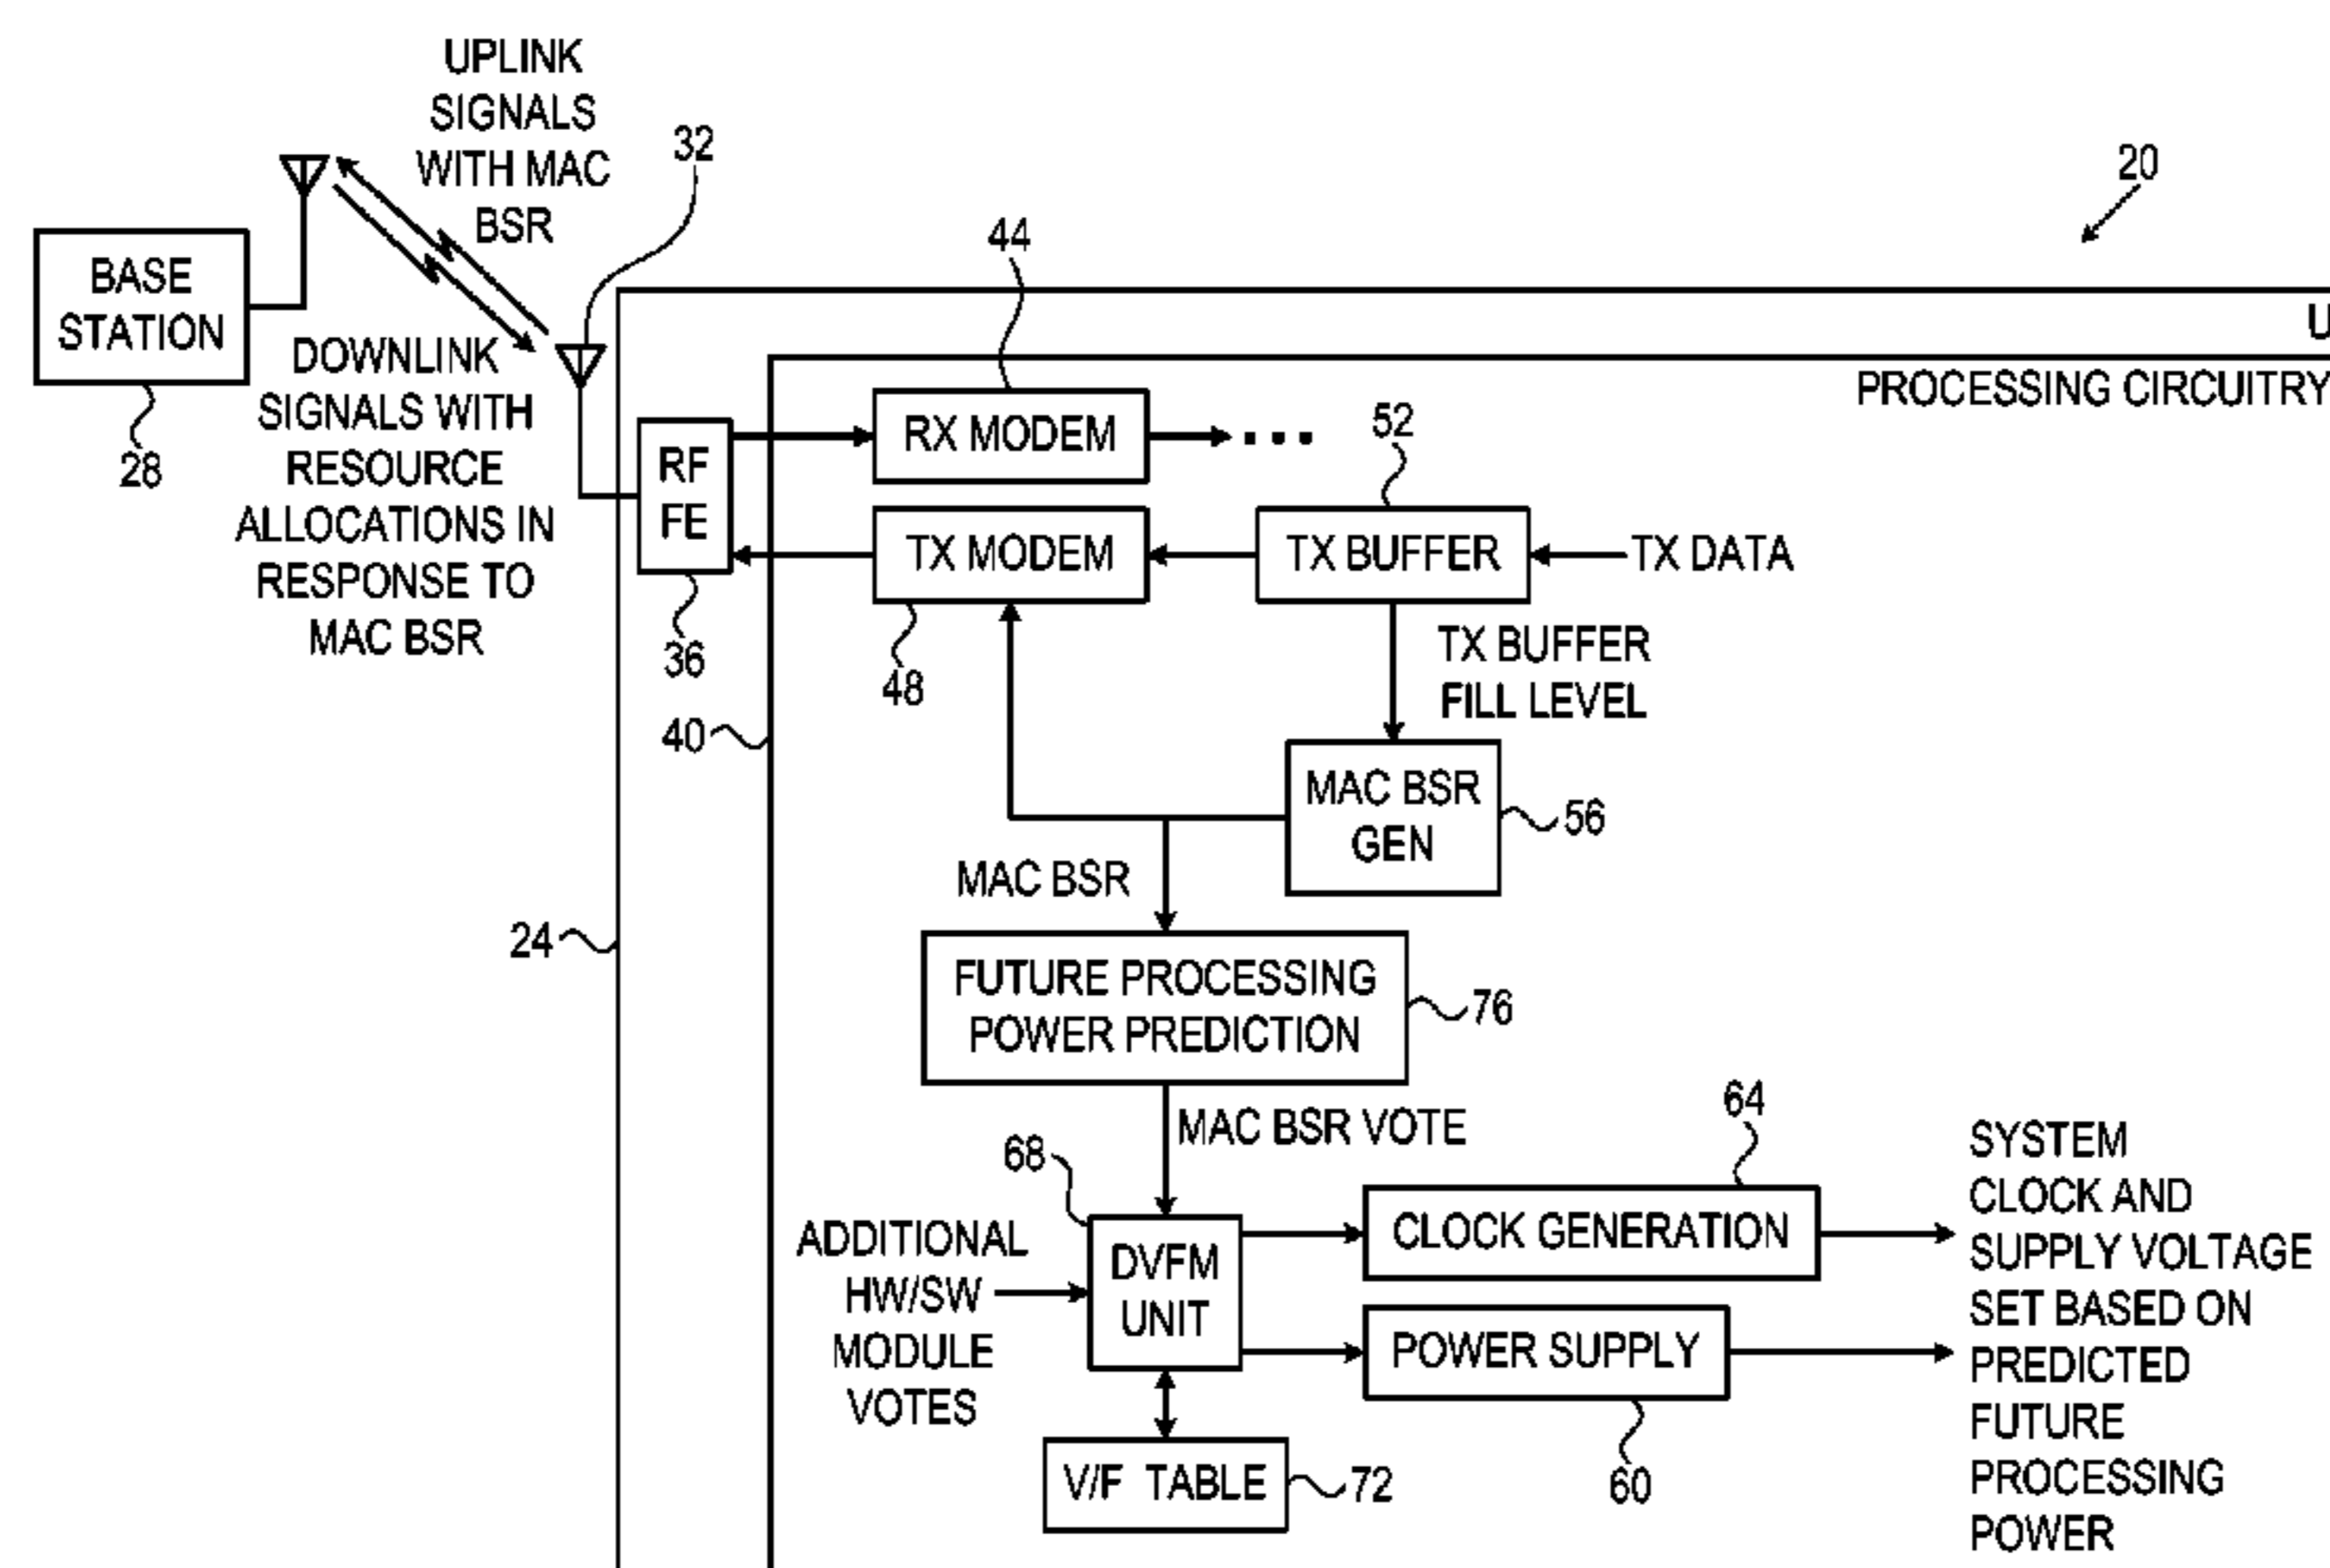 UPLINK
SIGNALS
WITH MAC
BSR
32
20
44
BASE
STATION
28
DOWNLINK
SIGNALS WITH
RESOURCE
ALLOCATIONS IN
RESPONSE TO
MAC BSR
U
PROCESSING CIRCUITRY
RF
FE
36
RX MODEM
...
52
TX MODEM
48
TX BUFFER
TX DATA
TX BUFFER
FILL LEVEL
40
MAC BSR
GEN
56
MAC BSR
24
FUTURE PROCESSING
POWER PREDICTION
76
MAC BSR VOTE
68
64
ADDITIONAL
HW/SW
MODULE
VOTES
DVFM
UNIT
CLOCK GENERATION
POWER SUPPLY
60
V/F TABLE
72
SYSTEM
CLOCK AND
SUPPLY VOLTAGE
SET BASED ON
PREDICTED
FUTURE
PROCESSING
POWER